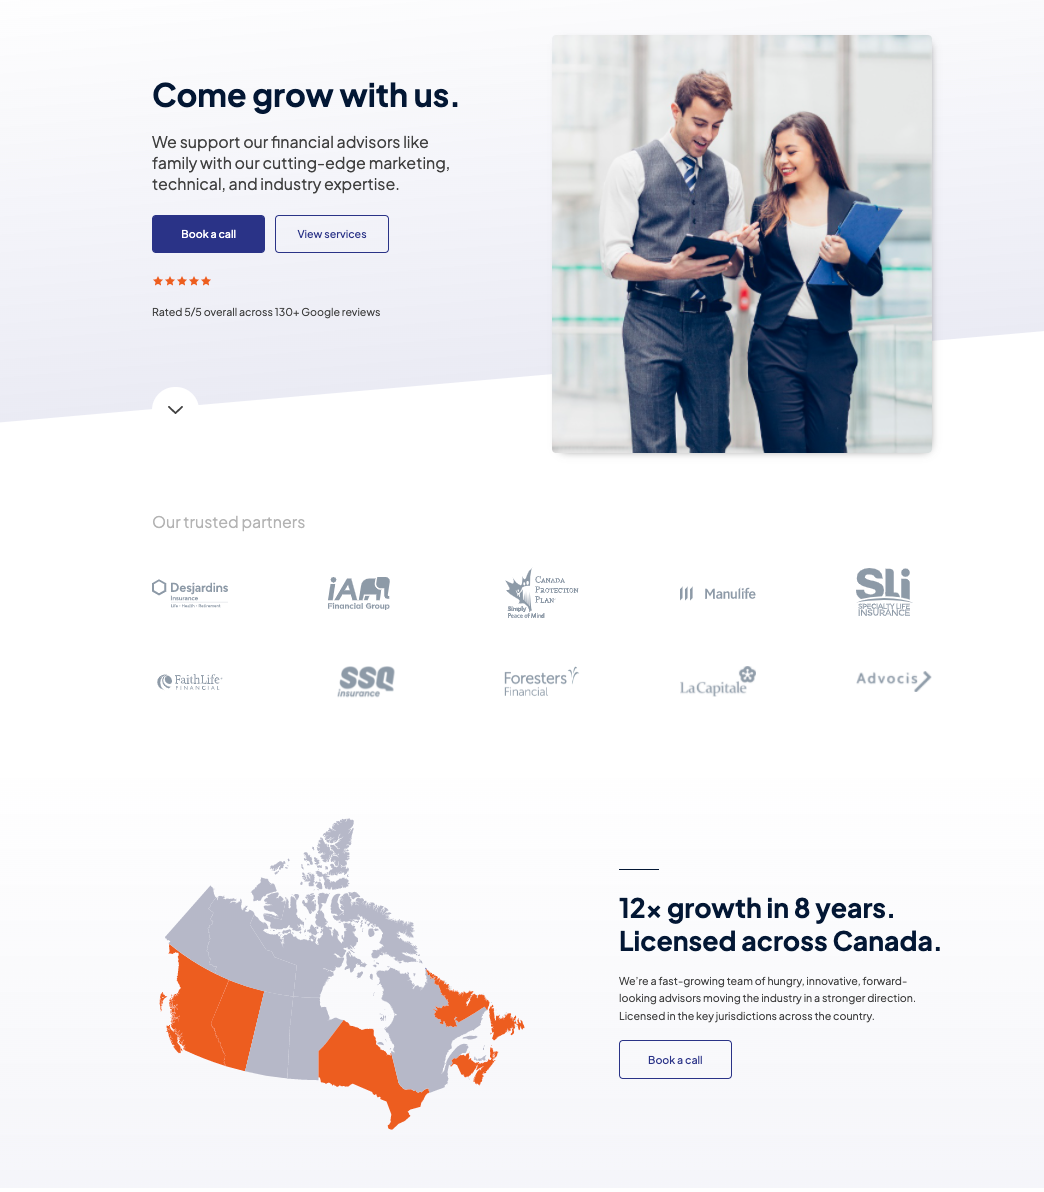 Come grow with us.
We support our financial advisors like
family with our cutting-edge marketing,
technical, and industry expertise.
Book a call
View services
Rated 5/5 overall across 130+ Google reviews
Our trusted partners
Desjardins
Insurance
Life · Health · Retirement
iA
Financial Group
Canada
Protection
Plan
Simply
Peace of Mind
Manulife
SLi
SPECIALTY LIFE
INSURANCE
FaithLife
FINANCIAL
SSQ
insurance
Foresters
Financial
La Capitale
Advocis
12× growth in 8 years.
Licensed across Canada.
We're a fast-growing team of hungry, innovative, forward-
looking advisors moving the industry in a stronger direction.
Licensed in the key jurisdictions across the country.
Book a call